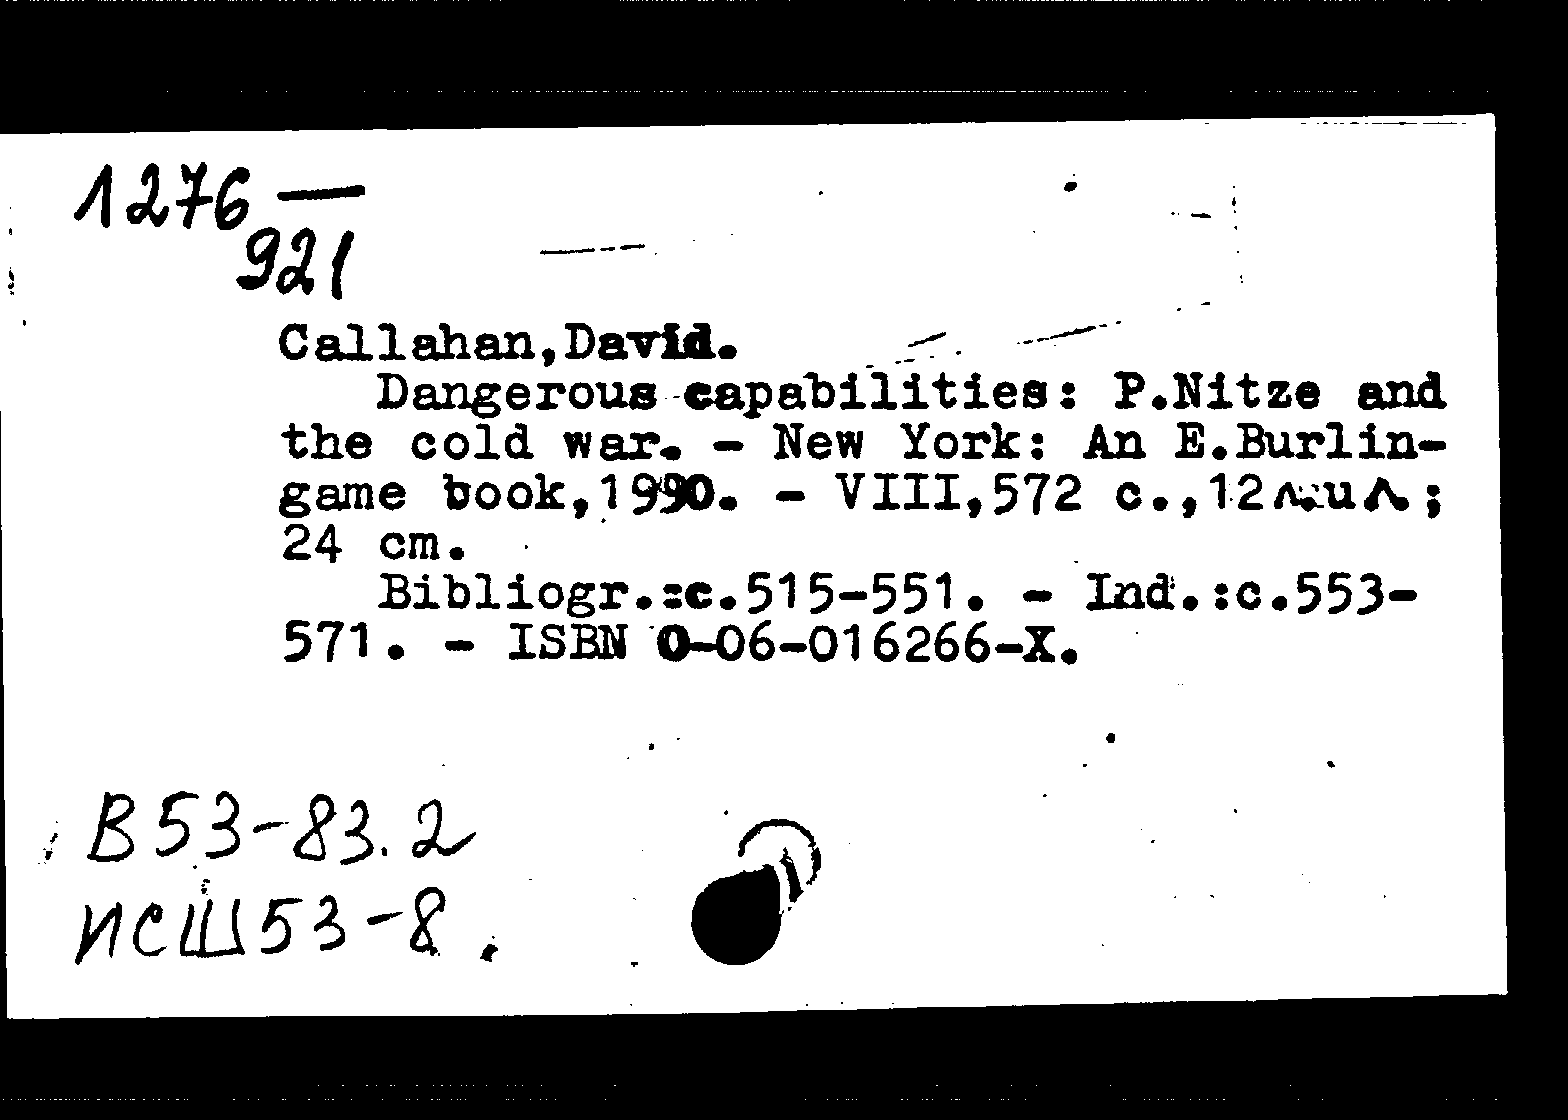 1276 —
921
Callahan,David.
Dangerous capabilities: P.Nitze and
the cold war. - New York: An E.Burlin-
game book,1990. - VIII,572 c.,12л.ил.;
24 cm.
Bibliogr.:c.515-551. - Ind.:c.553-
571. - ISBN 0-06-016266-X.
В53-83.2
ИСШ53-8.